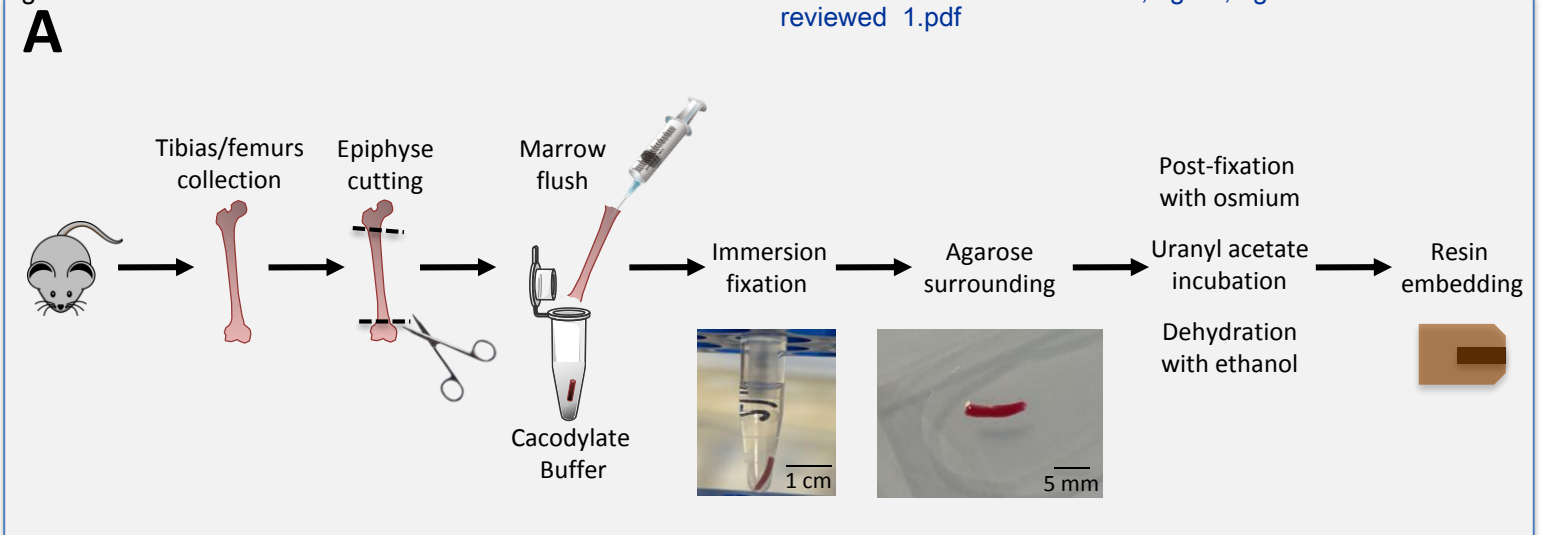 reviewed 1.pdf
A
Tibias/femurs
collection
Epiphyse
cutting
Marrow
flush
Cacodylate
Buffer
Immersion
fixation
1 cm
Agarose
surrounding
5 mm
Post-fixation
with osmium
Uranyl acetate
incubation
Dehydration
with ethanol
Resin
embedding